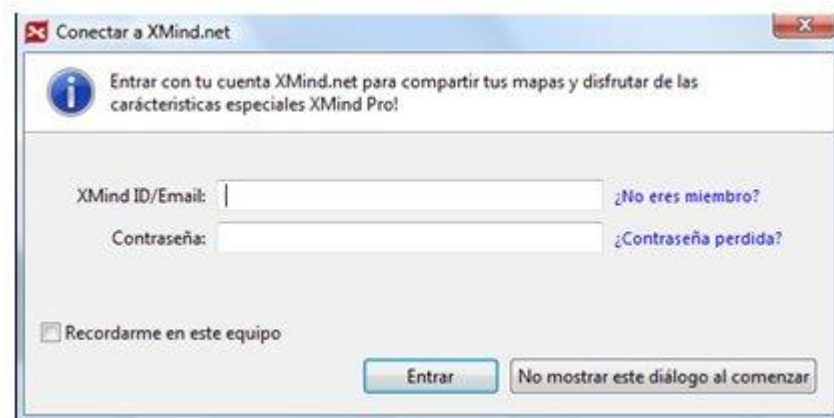 Conectar a XMind.net
Entrar con tu cuenta XMind.net para compartir tus mapas y disfrutar de las
carácteristicas especiales XMind Pro!
XMind ID/Email:
¿No eres miembro?
Contraseña:
¿Contraseña perdida?
Recordarme en este equipo
Entrar
No mostrar este diálogo al comenzar